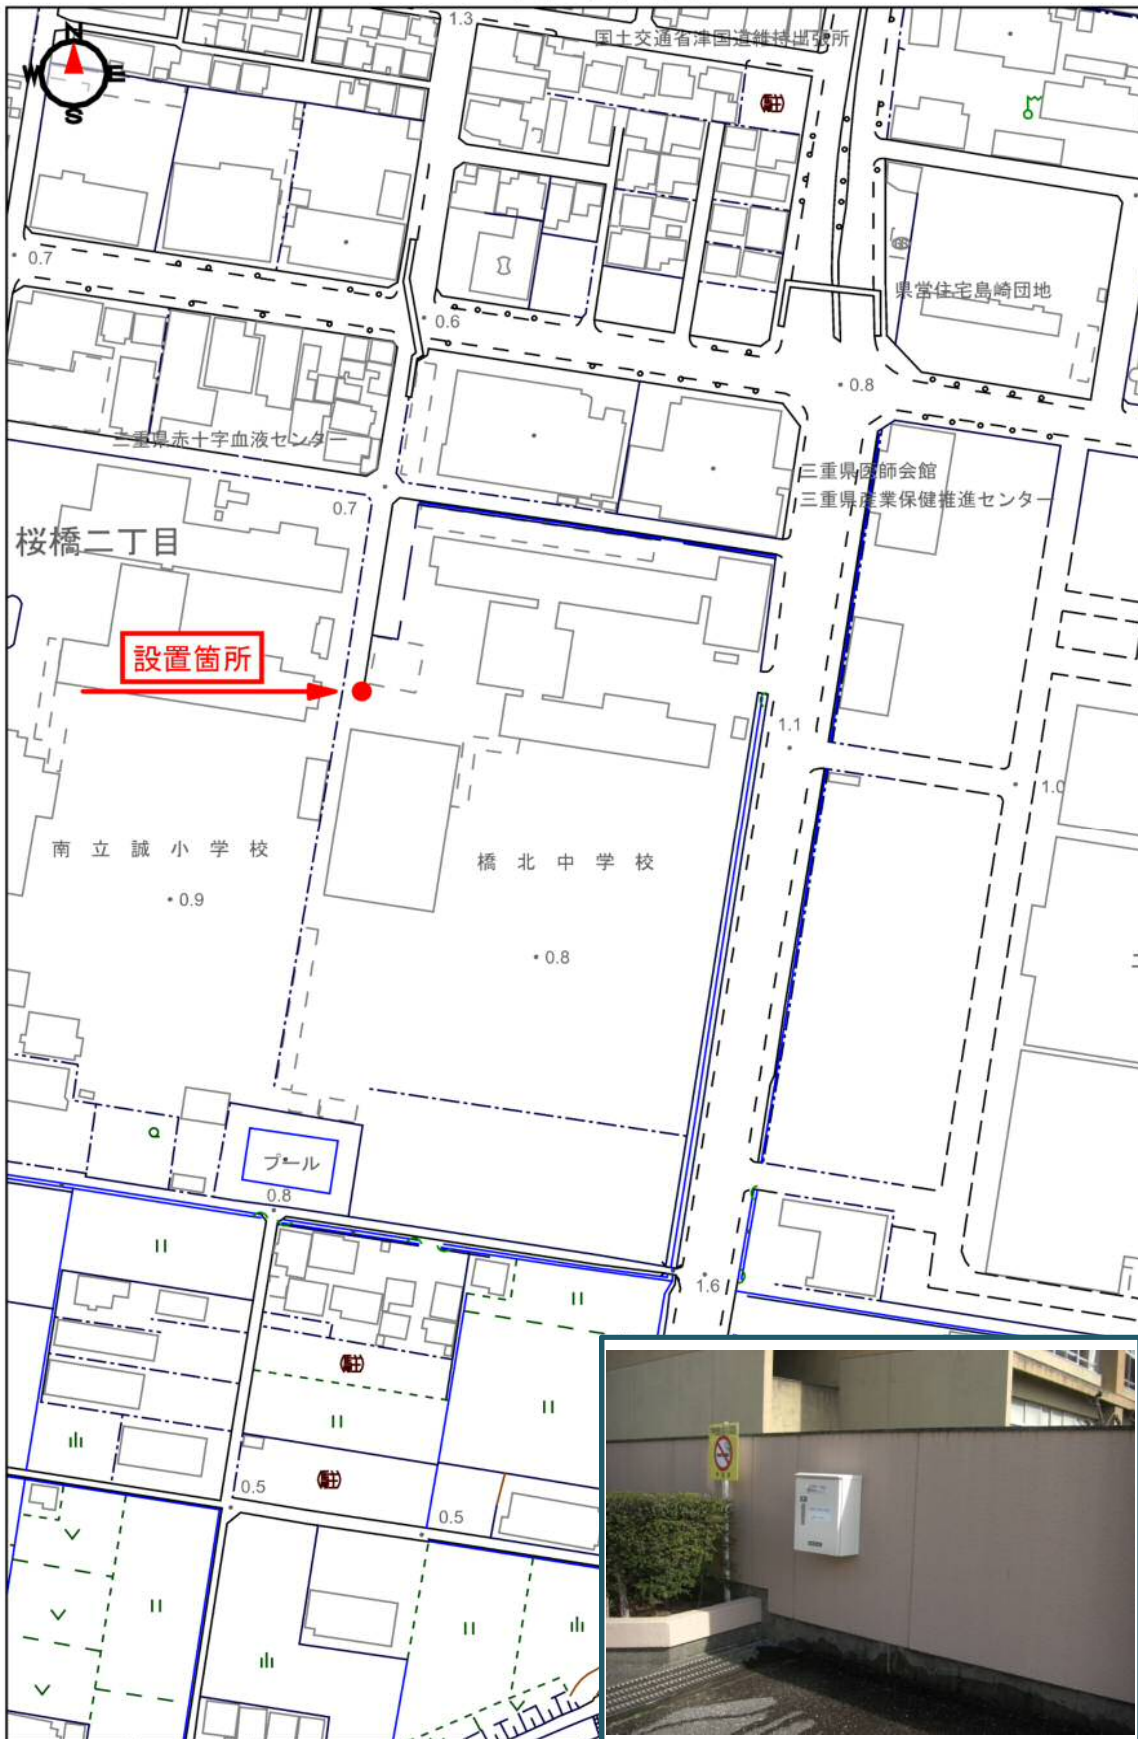 1.3
国土交通省津国道維持出張所
N
W
E
S
0.7
県営住宅島崎団地
0.6
0.8
三重県赤十字血液センター
三重県医師会館
三重県産業保健推進センター
0.7
桜橋二丁目
設置箇所
1.1
1.0
南立誠小学校
橋北中学校
0.9
0.8
プール
0.8
1.6
0.5
0.5